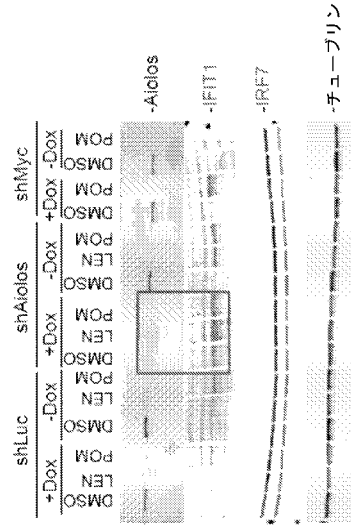 shLuc shAiolos shMyc
+Dox -Dox +Dox -Dox +Dox -Dox
DMSO LEN POM DMSO LEN POM DMSO LEN POM DMSO LEN POM DMSO POM DMSO POM
-Aiolos
-IFIT1
-IRF7
-チューブリン